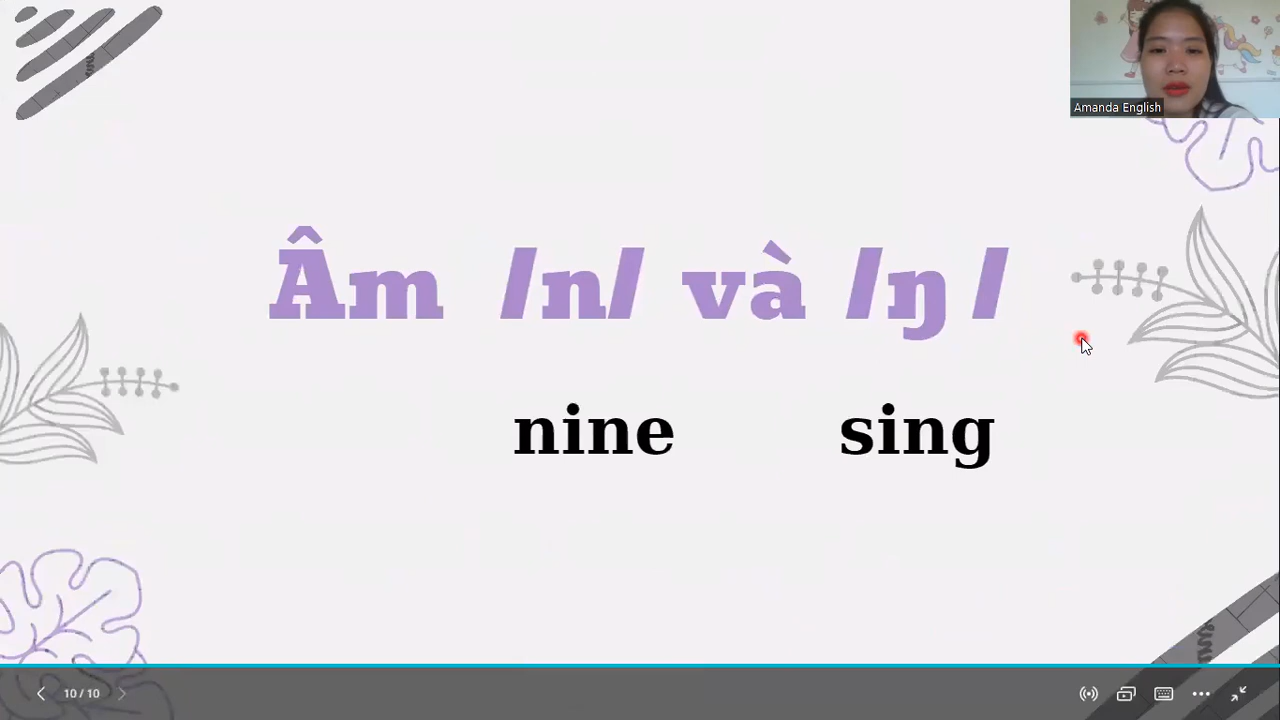 Amanda English
Âm /n/ và /ŋ /
nine sing
10 / 10